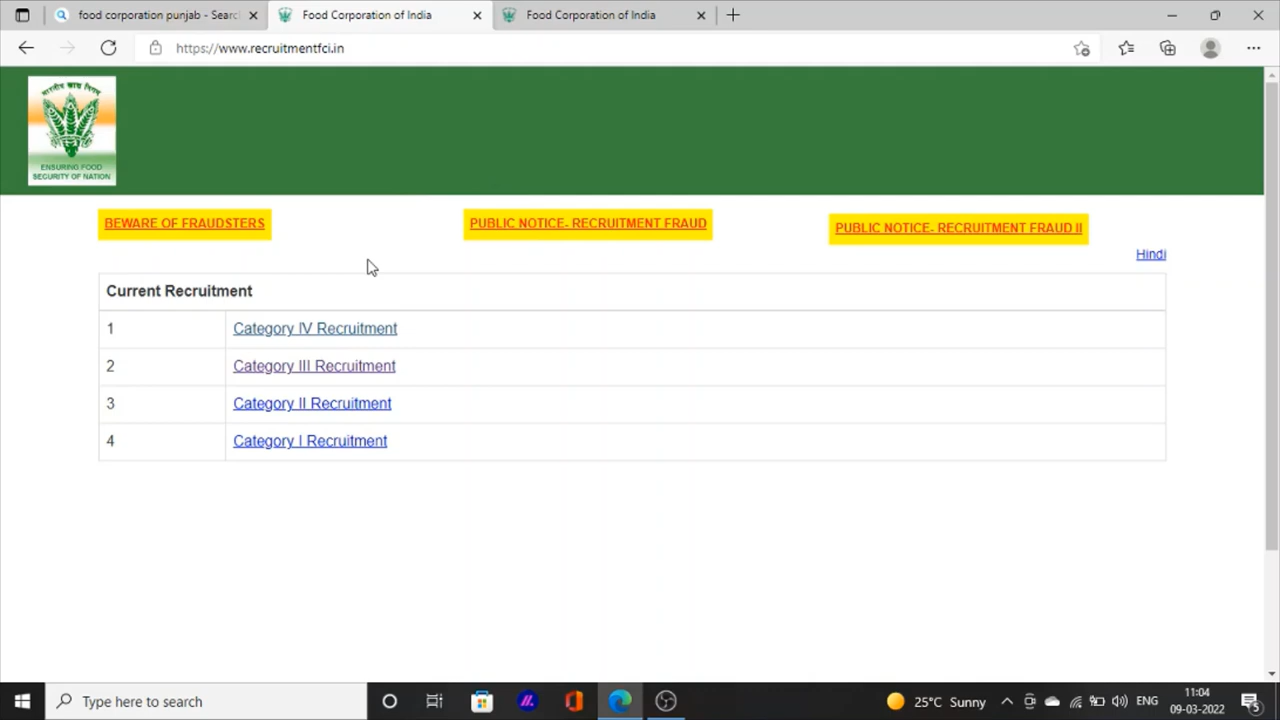 food corporation punjab - Searc
Food Corporation of India
Food Corporation of India
https://www.recruitmentfci.in
भारतीय खाद्य निगम
ENSURING FOOD
SECURITY OF NATION
BEWARE OF FRAUDSTERS
PUBLIC NOTICE- RECRUITMENT FRAUD
PUBLIC NOTICE- RECRUITMENT FRAUD II
Hindi
Current Recruitment
1 Category IV Recruitment
2 Category III Recruitment
3 Category II Recruitment
4 Category I Recruitment
Type here to search
25°C Sunny
ENG
11:04
09-03-2022
5